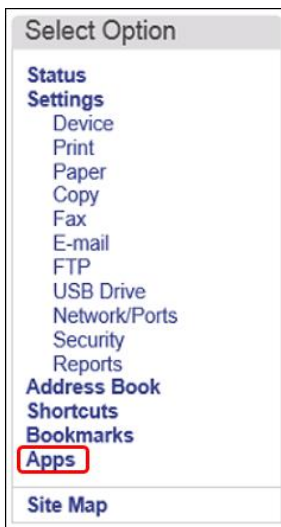 Select Option
Status
Settings
Device
Print
Paper
Copy
Fax
E-mail
FTP
USB Drive
Network/Ports
Security
Reports
Address Book
Shortcuts
Bookmarks
Apps
Site Map